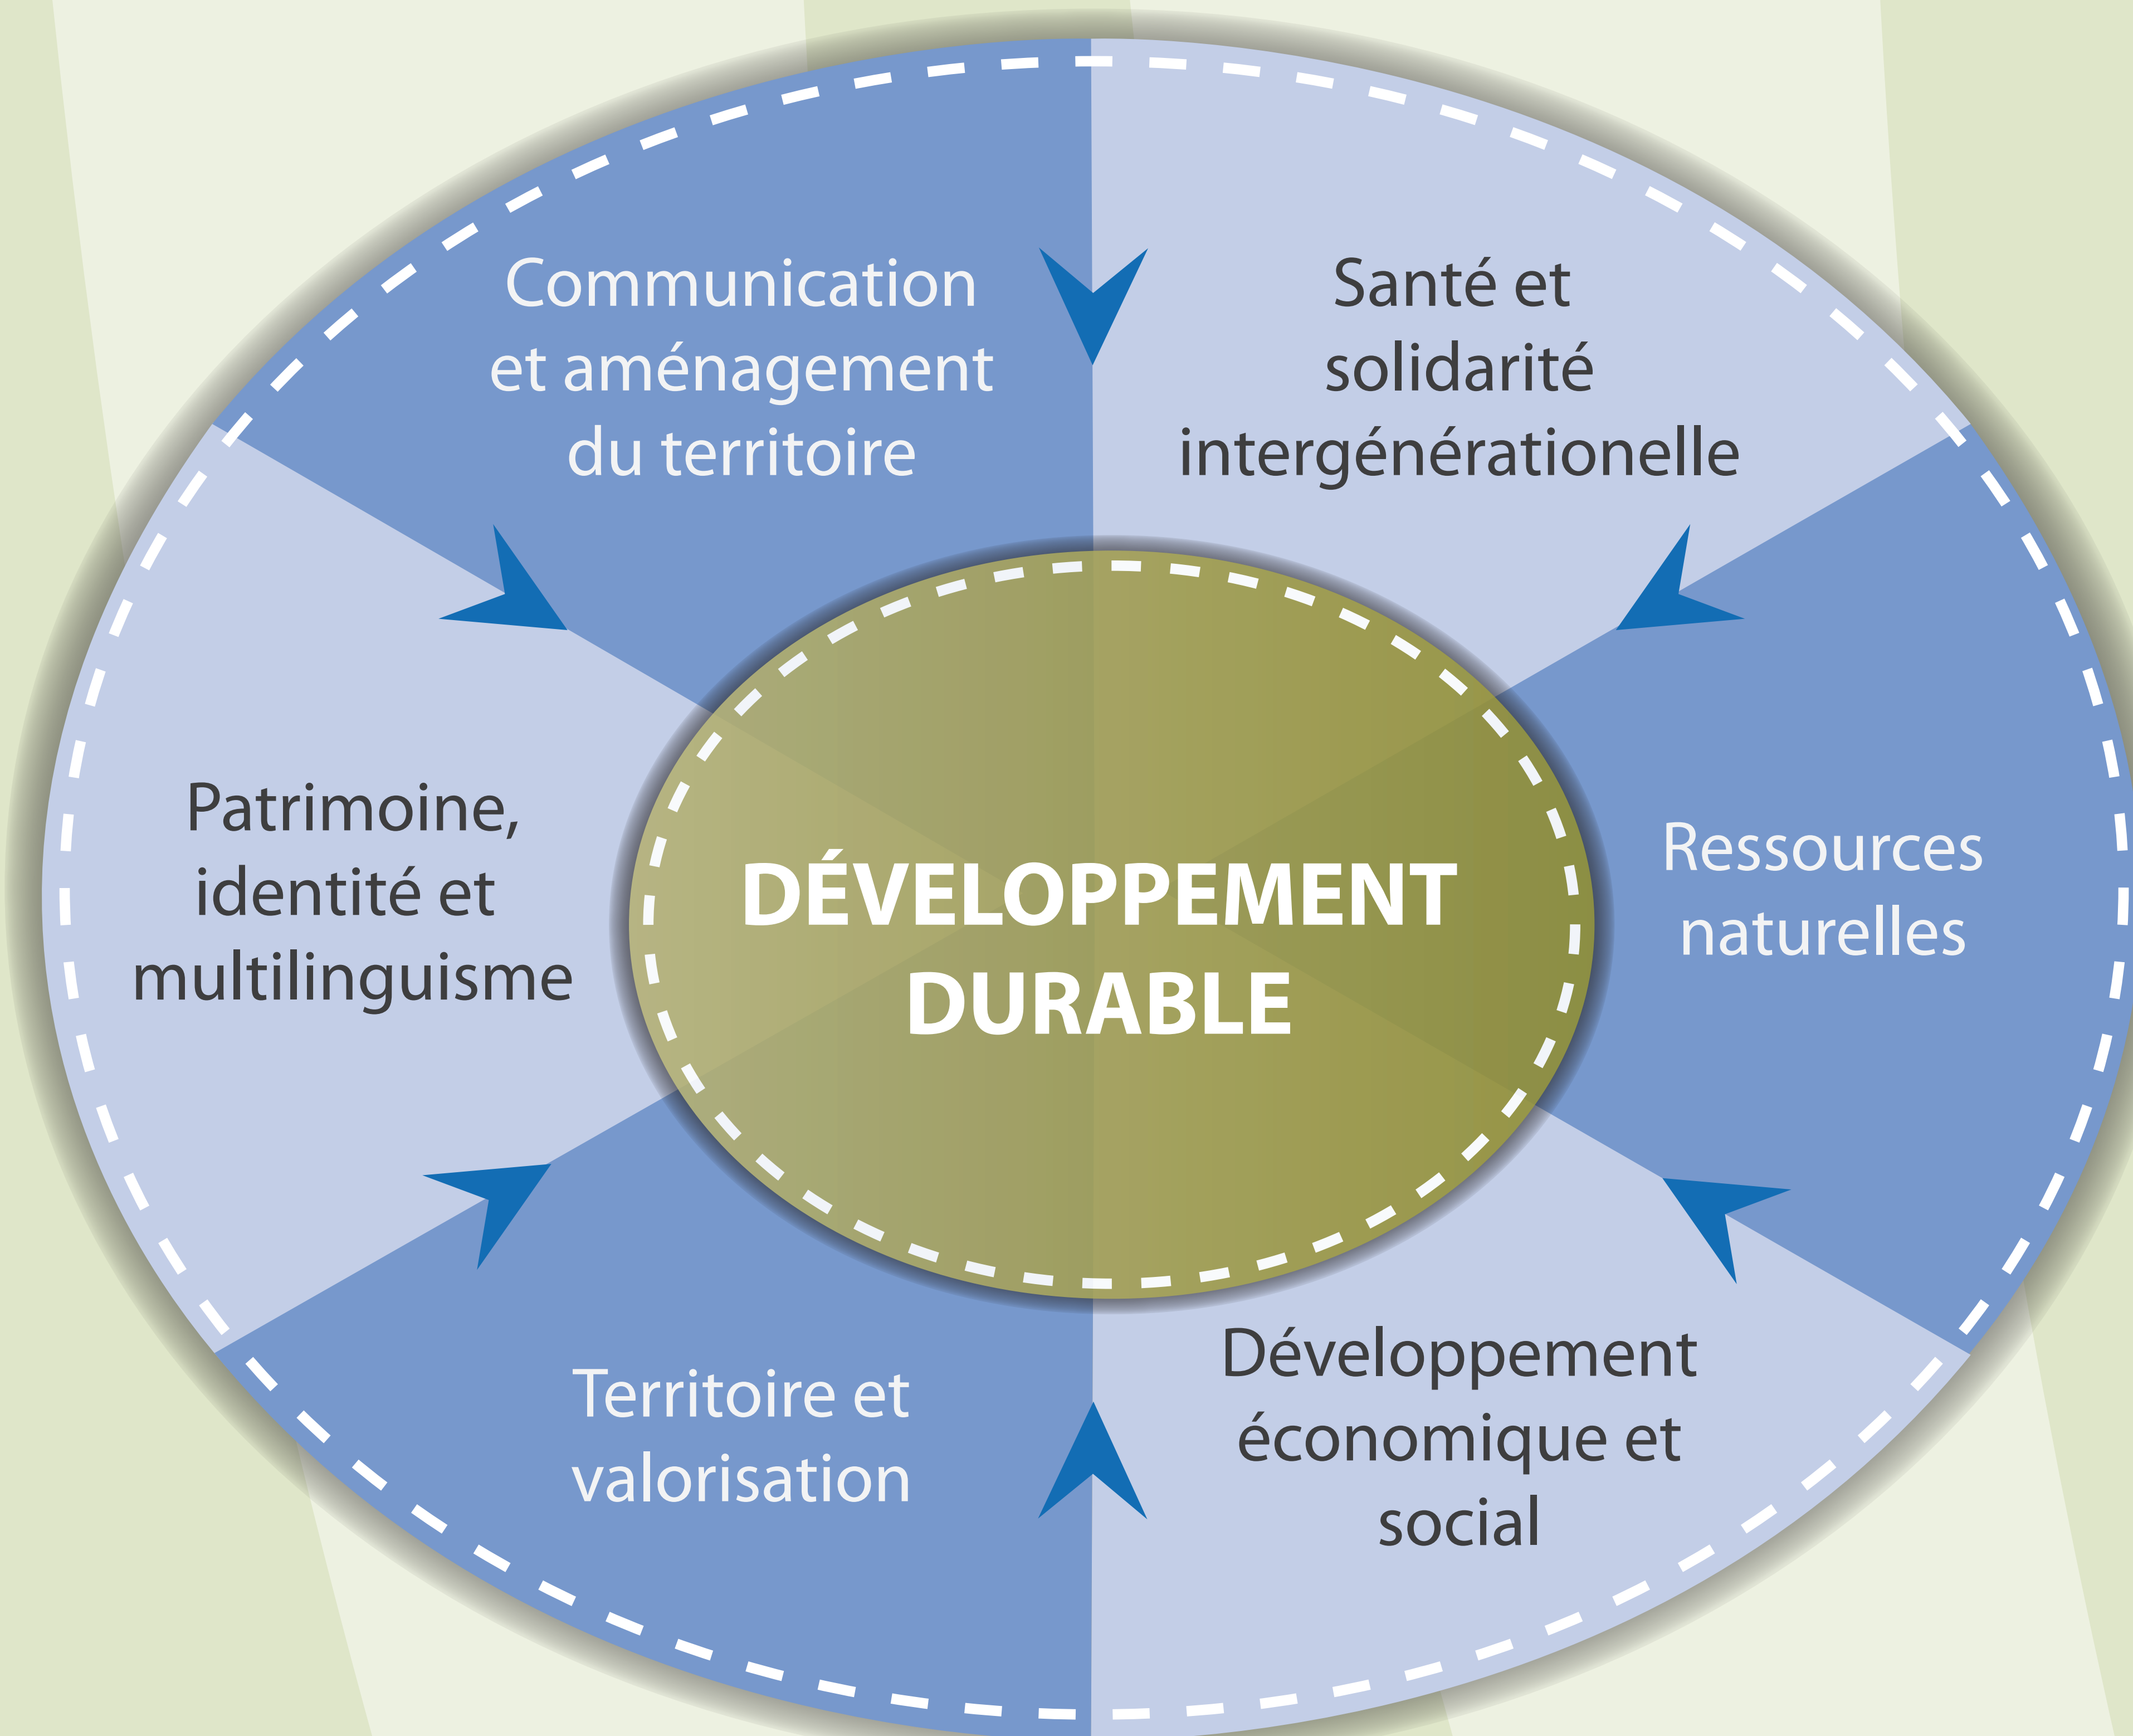 Communication
et aménagement
du territoire
Santé et
solidarité
intergénérationelle
Patrimoine,
identité et
multilinguisme
DÉVELOPPEMENT
DURABLE
Ressources
naturelles
Territoire et
valorisation
Développement
économique et
social